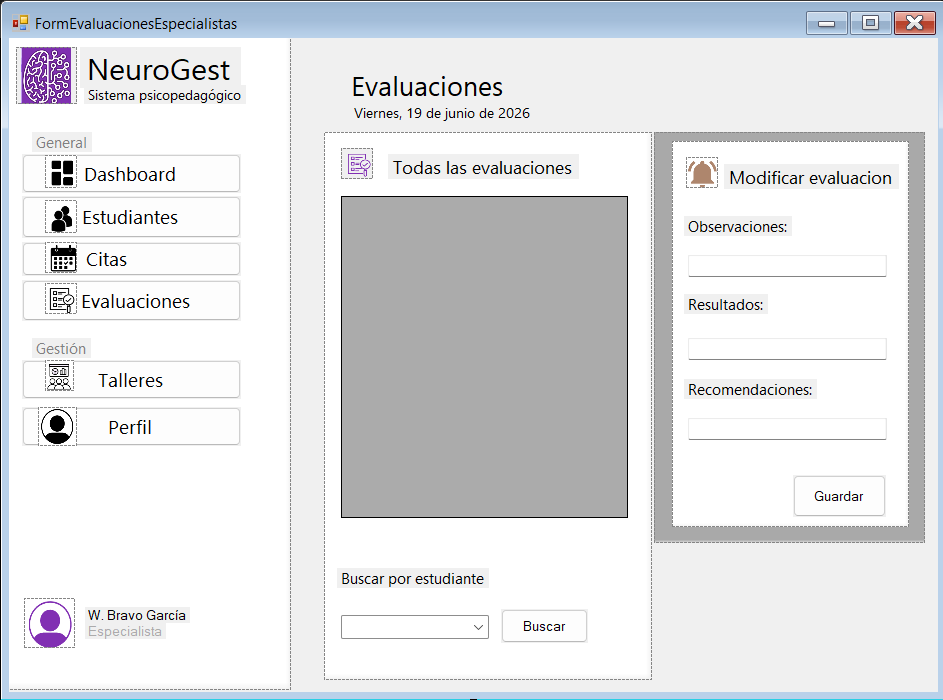 FormEvaluacionesEspecialistas
NeuroGest
Sistema psicopedagógico
General
Dashboard
Estudiantes
Citas
Evaluaciones
Gestión
Talleres
Perfil
W. Bravo García
Especialista
Evaluaciones
Viernes, 19 de junio de 2026
Todas las evaluaciones
Buscar por estudiante
Buscar
Modificar evaluacion
Observaciones:
Resultados:
Recomendaciones:
Guardar